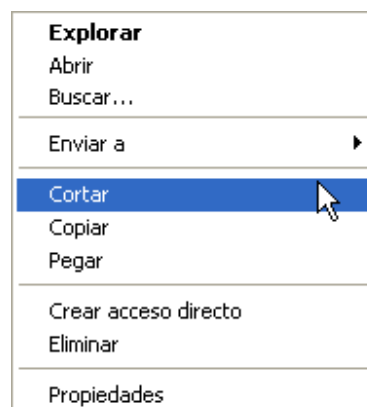 Explorar
Abrir
Buscar...
Enviar a
Cortar
Copiar
Pegar
Crear acceso directo
Eliminar
Propiedades